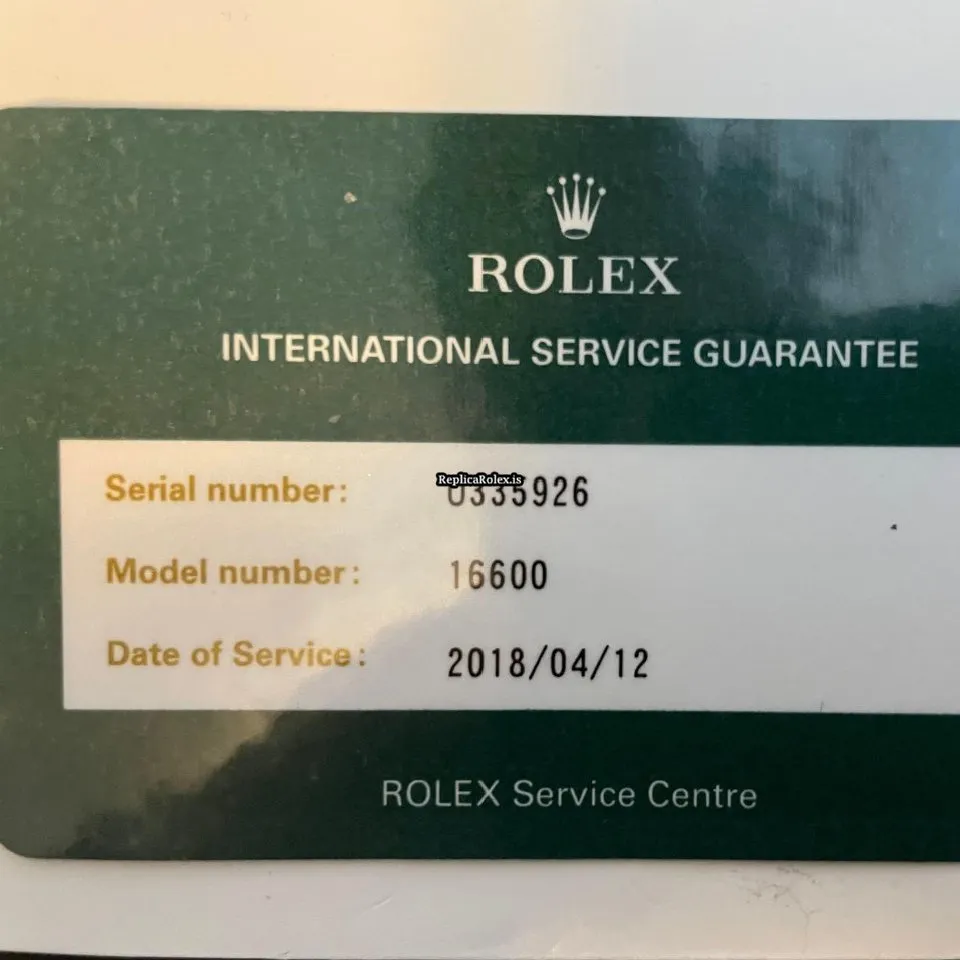 ROLEX
INTERNATIONAL SERVICE GUARANTEE
ReplicaRolex.is
Serial number: 0335926
Model number: 16600
Date of Service: 2018/04/12
ROLEX Service Centre